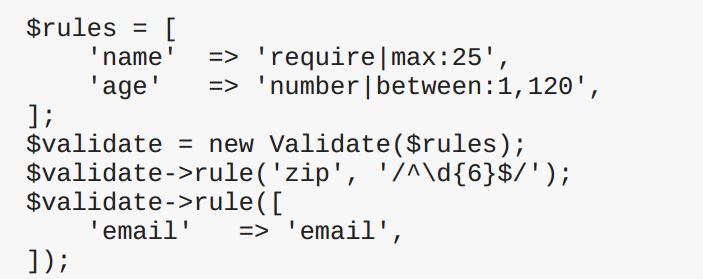 $rules = [
    'name'  => 'require|max:25',
    'age'   => 'number|between:1,120',
];
$validate = new Validate($rules);
$validate->rule('zip', '/^\d{6}$/');
$validate->rule([
    'email'   => 'email',
]);